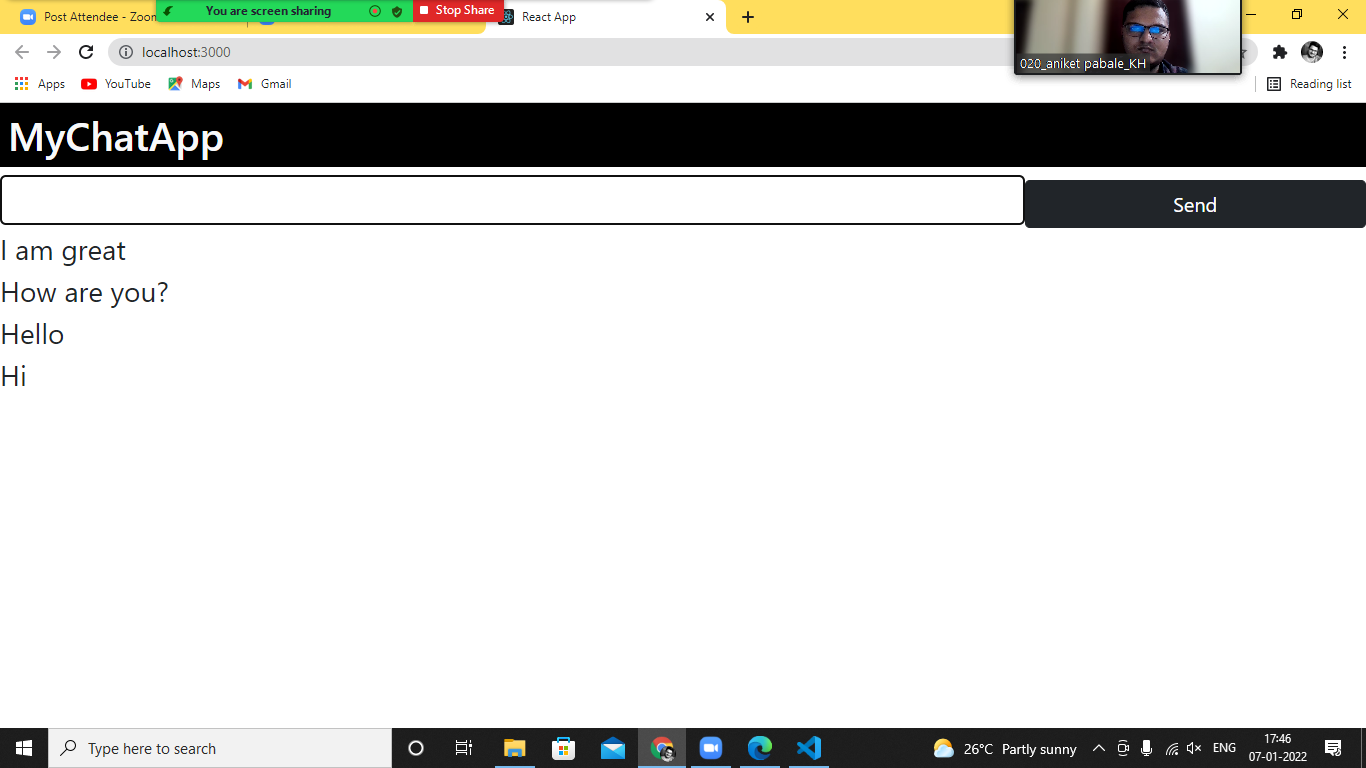 Post Attendee - Zoom
You are screen sharing
Stop Share
React App
localhost:3000
020_aniket pabale_KH
Apps
YouTube
Maps
Gmail
Reading list
MyChatApp
Send
I am great
How are you?
Hello
Hi
Type here to search
26°C Partly sunny
ENG
17:46
07-01-2022